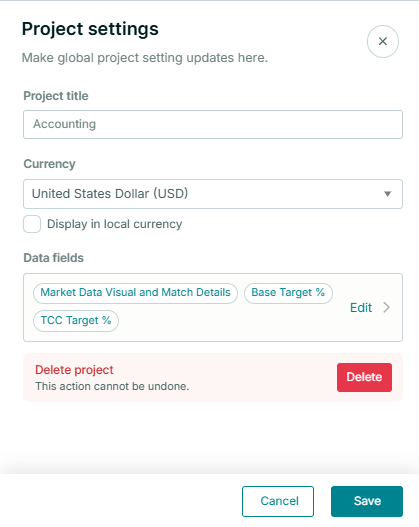 Project settings
Make global project setting updates here.
Project title
Accounting
Currency
United States Dollar (USD)
Display in local currency
Data fields
Market Data Visual and Match Details
Base Target %
TCC Target %
Edit
Delete project
This action cannot be undone.
Delete
Cancel
Save